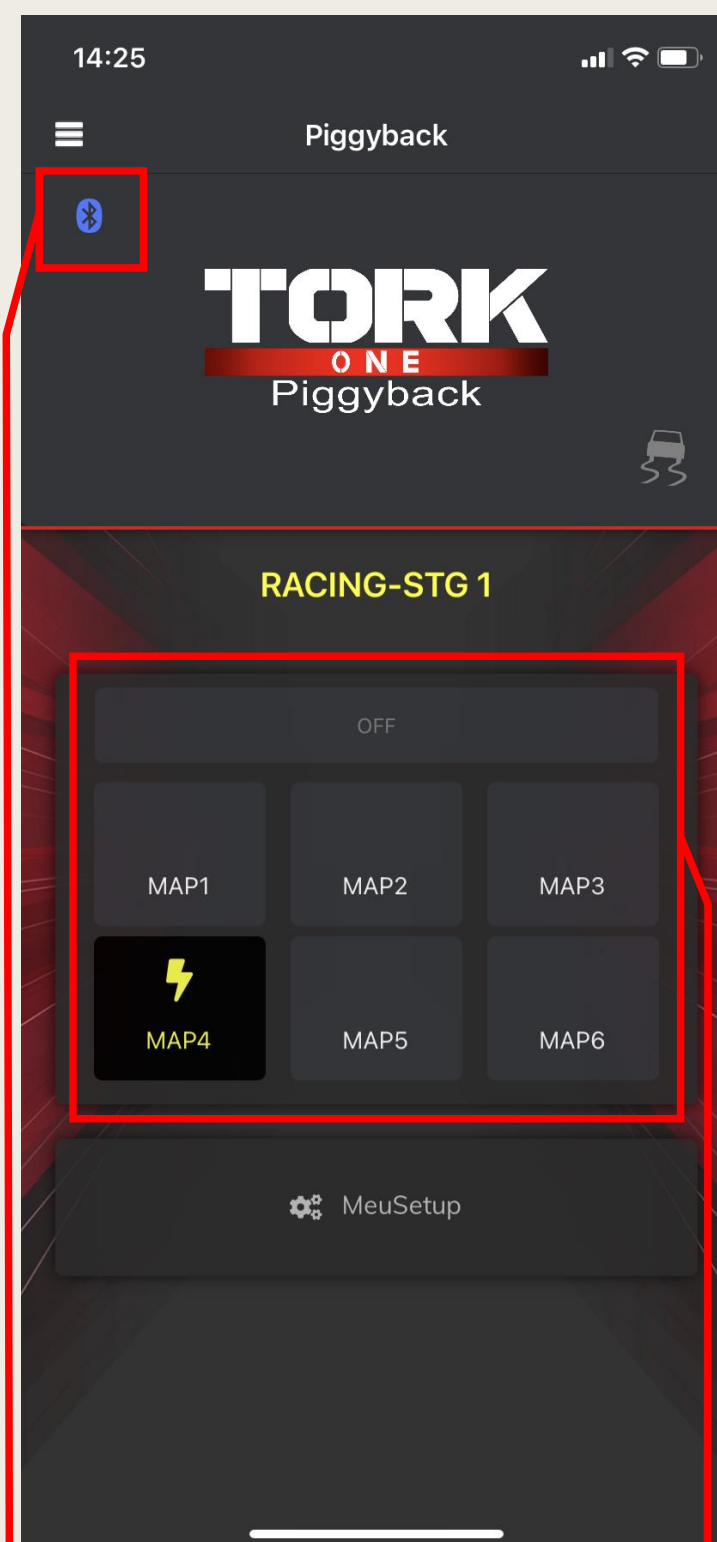 14:25
Piggyback
TORK
ONE
Piggyback
RACING-STG 1
OFF
MAP1 MAP2 MAP3
MAP4 MAP5 MAP6
MeuSetup